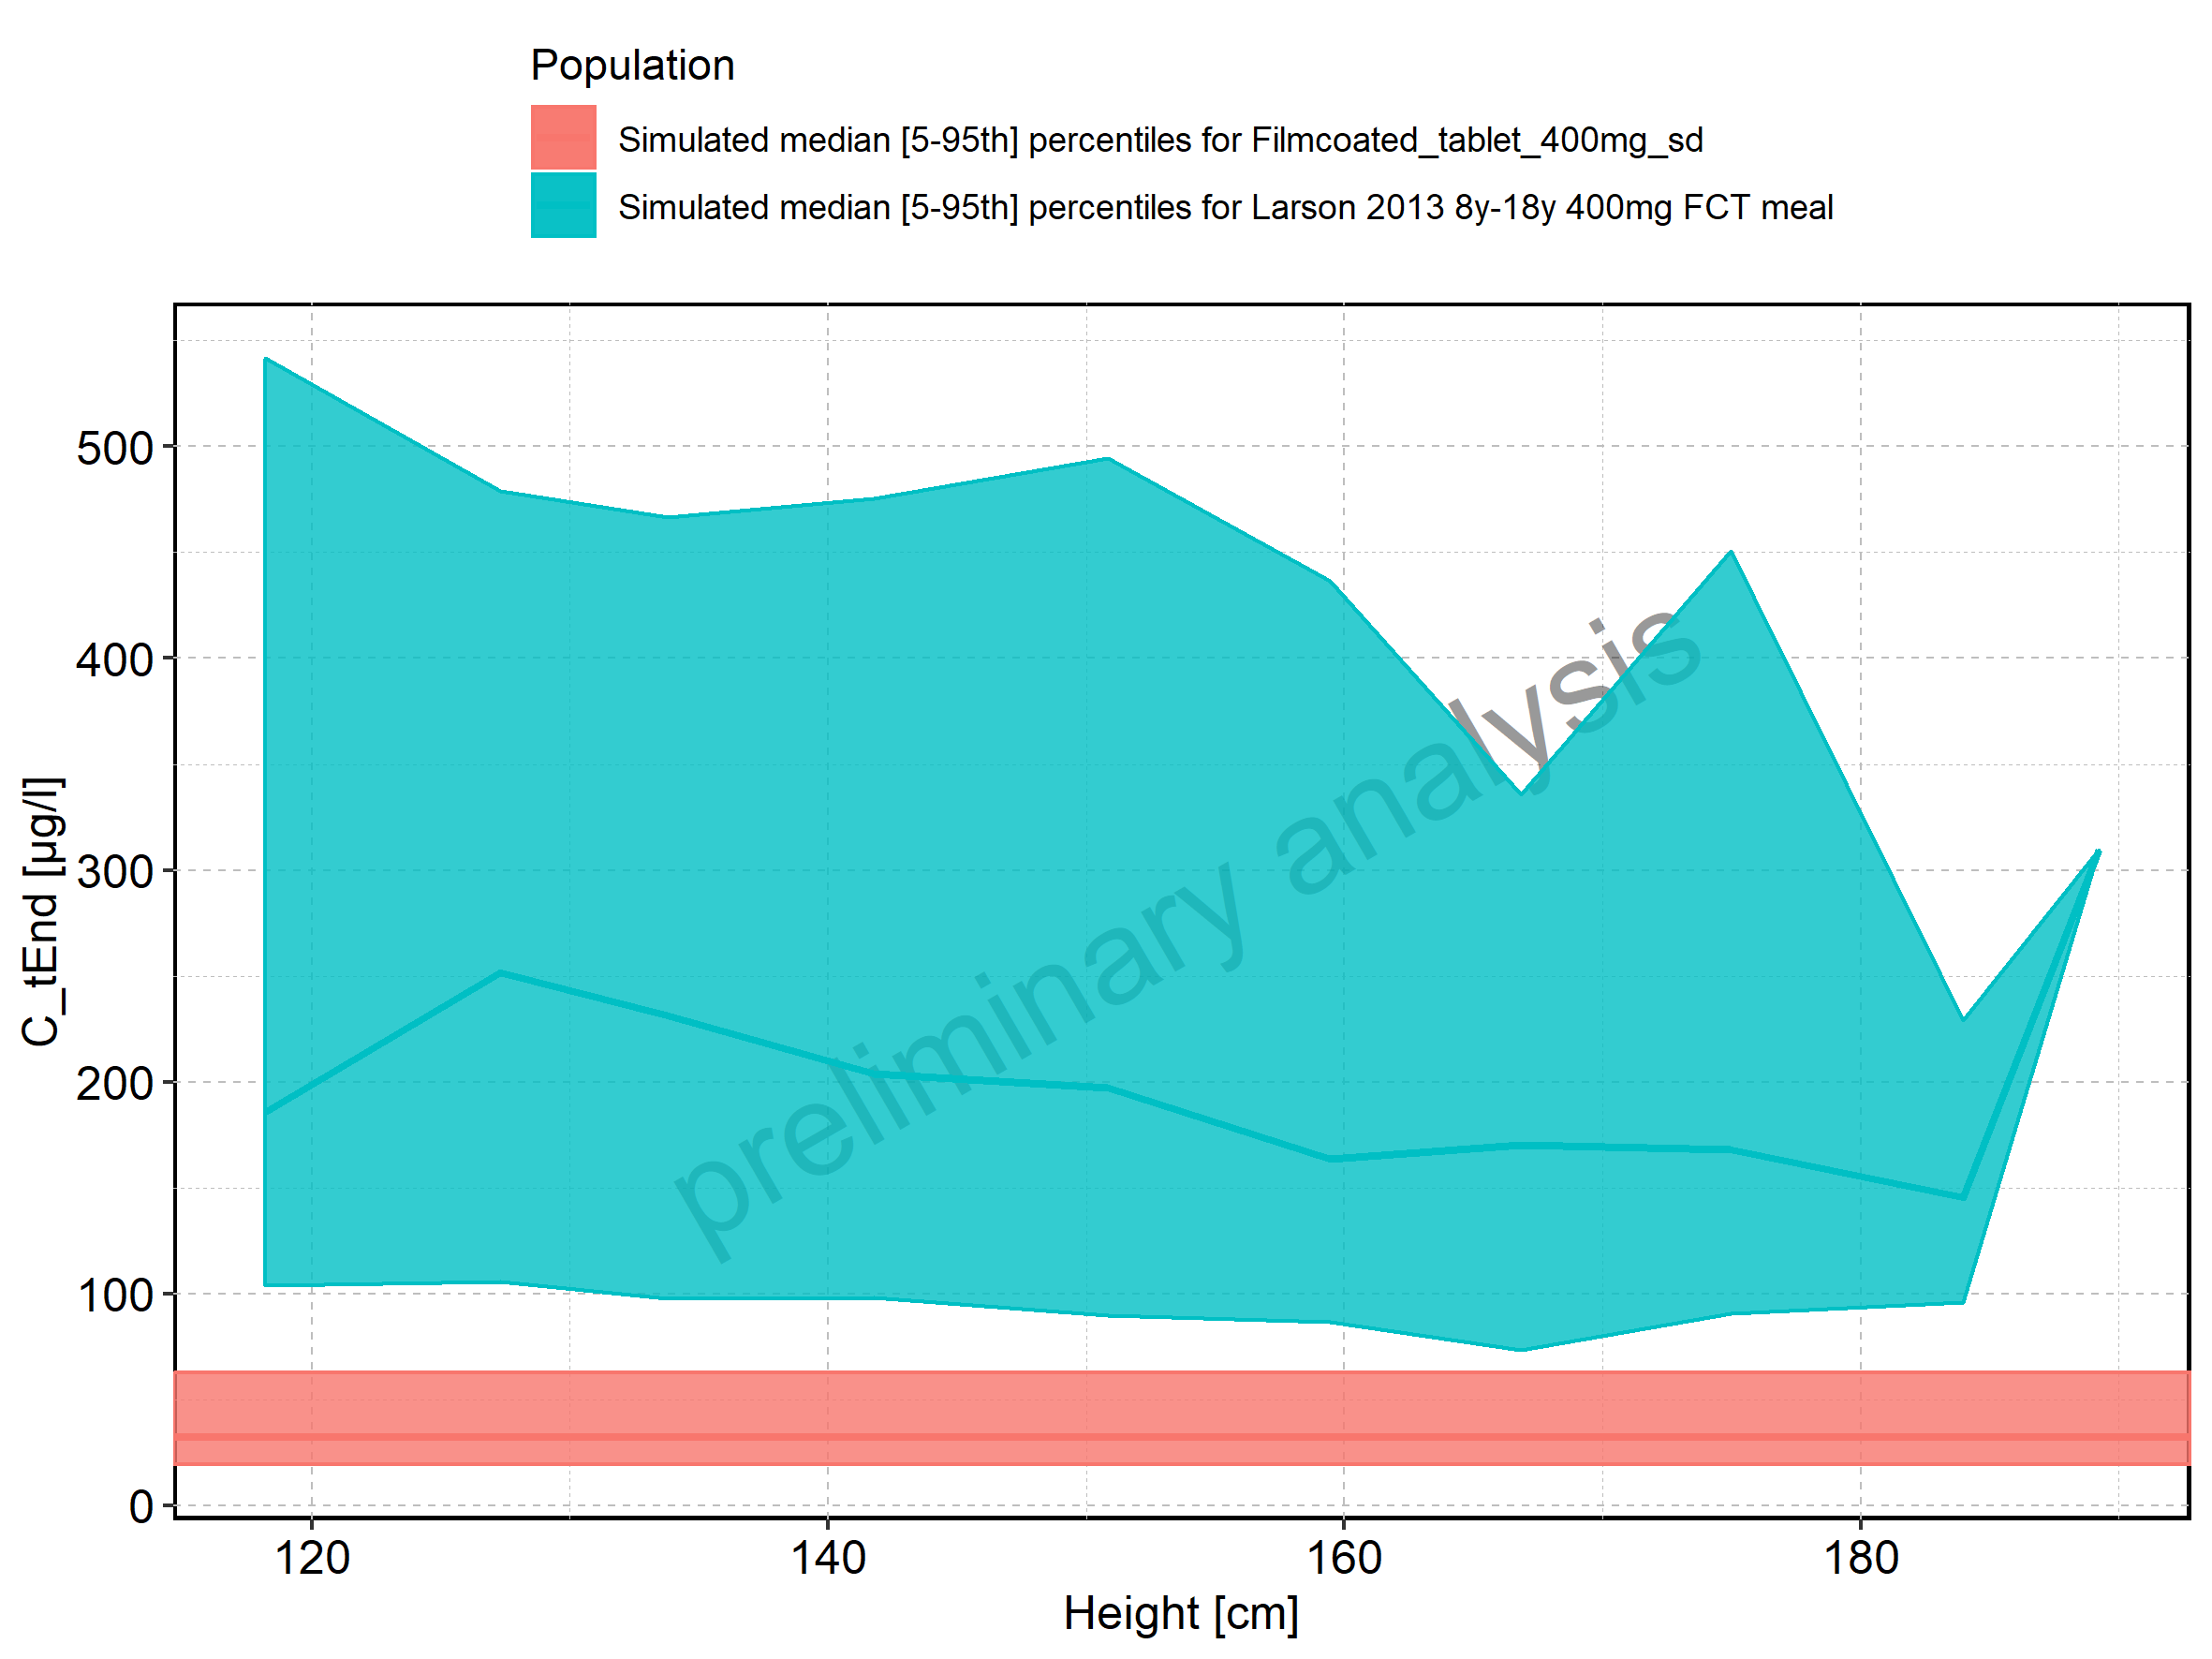 Population
Simulated median [5-95th] percentiles for Filmcoated_tablet_400mg_sd
Simulated median [5-95th] percentiles for Larson 2013 8y-18y 400mg FCT meal
500
400
300
200
100
0
C_tEnd [µg/l]
preliminary analysis
120 140 160 180
Height [cm]